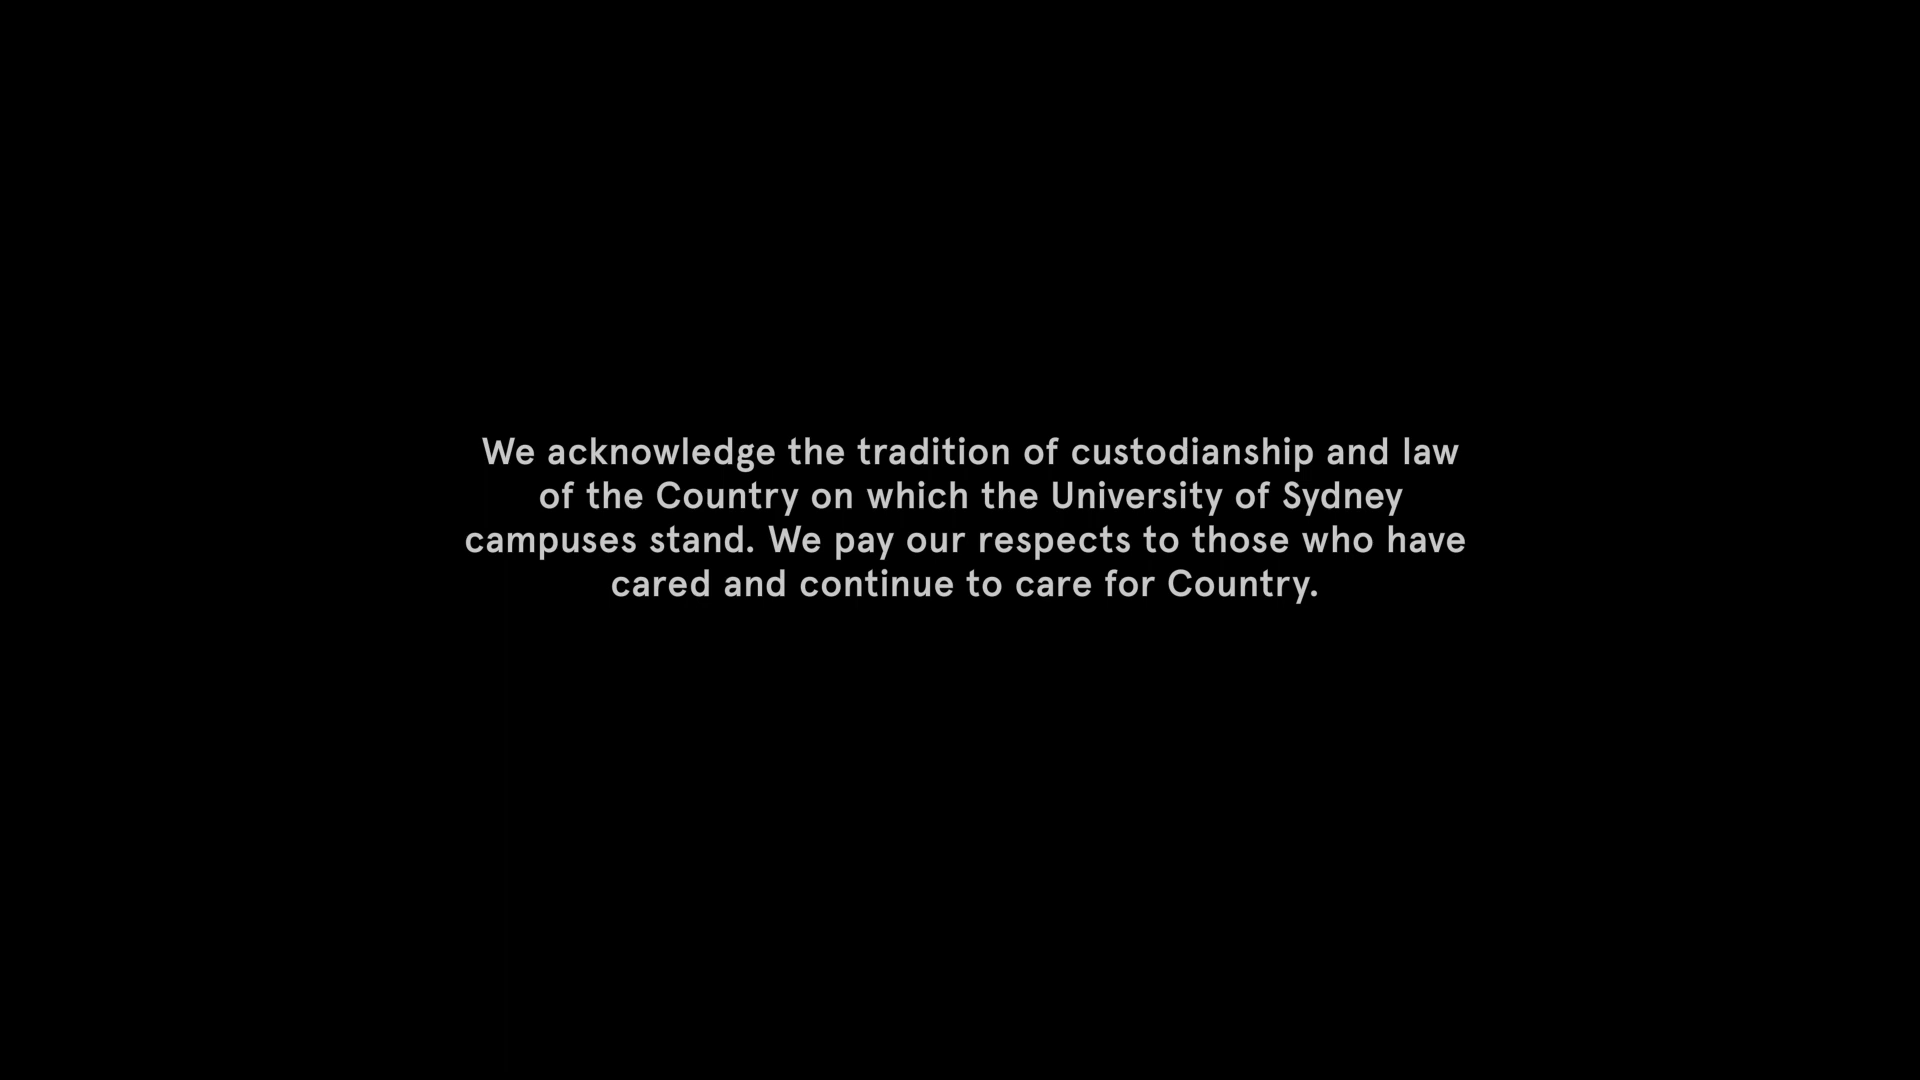 We acknowledge the tradition of custodianship and law
of the Country on which the University of Sydney
campuses stand. We pay our respects to those who have
cared and continue to care for Country.